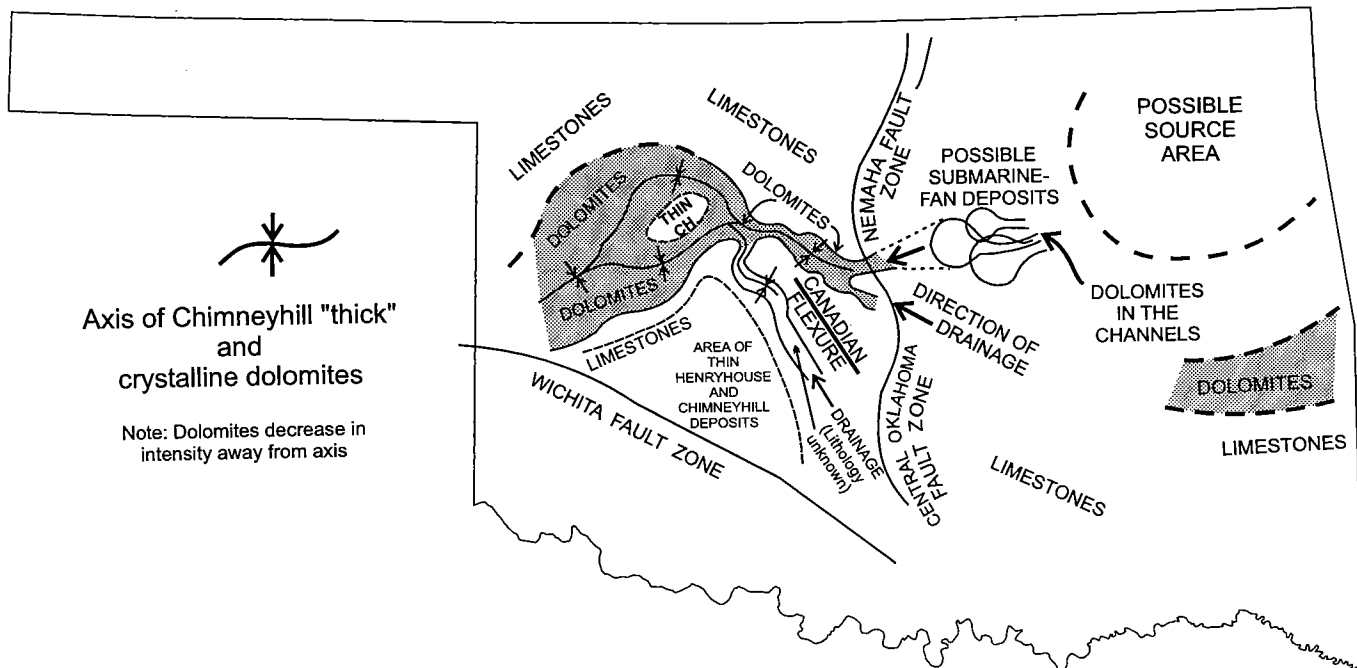 LIMESTONES
LIMESTONES
DOLOMITES
THIN
CH.
DOLOMITES
DOLOMITES
LIMESTONES
NEMAHA FAULT
ZONE
POSSIBLE
SUBMARINE-
FAN DEPOSITS
POSSIBLE
SOURCE
AREA
Axis of Chimneyhill "thick"
and
crystalline dolomites
Note: Dolomites decrease in
intensity away from axis
WICHITA FAULT ZONE
AREA OF
THIN
HENRYHOUSE
AND
CHIMNEYHILL
DEPOSITS
CANADIAN
FLEXURE
DRAINAGE
(Lithology
unknown)
CENTRAL OKLAHOMA
FAULT ZONE
DIRECTION OF
DRAINAGE
DOLOMITES
IN THE
CHANNELS
DOLOMITES
LIMESTONES
LIMESTONES